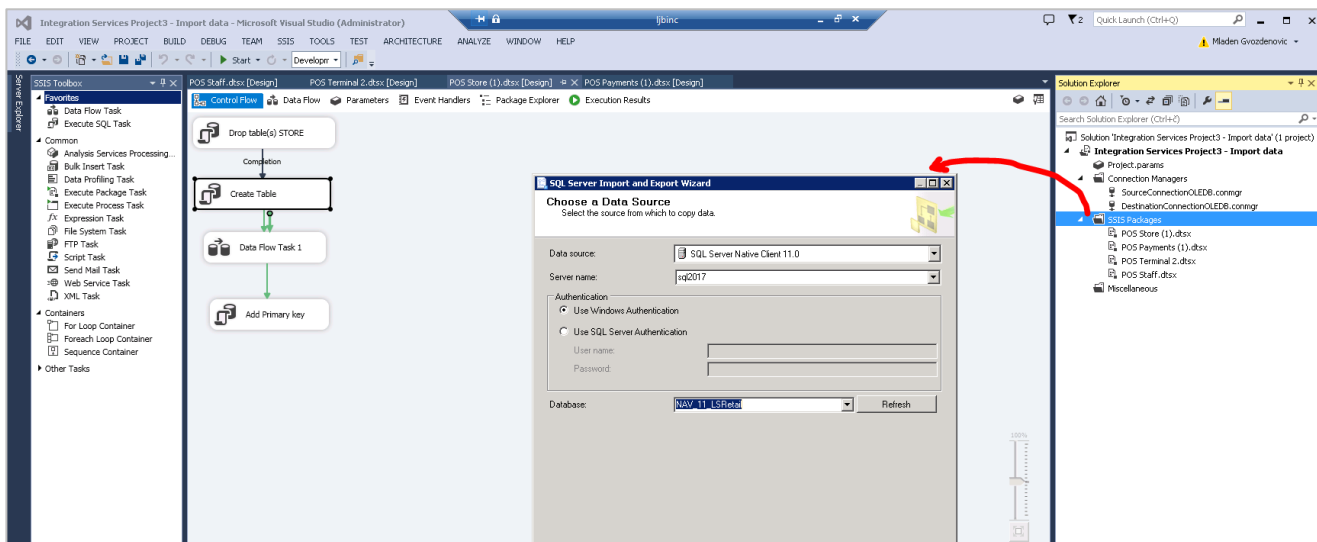 Integration Services Project3 - Import data - Microsoft Visual Studio (Administrator)
ljbinc
2
Quick Launch (Ctrl+Q)
FILE EDIT VIEW PROJECT BUILD DEBUG TEAM SSIS TOOLS TEST ARCHITECTURE ANALYZE WINDOW HELP
Mladen Gvozdenovic
Start
Developr
Server Explorer
SSIS Toolbox
Favorites
Data Flow Task
Execute SQL Task
Common
Analysis Services Processing...
Bulk Insert Task
Data Profiling Task
Execute Package Task
Execute Process Task
fx Expression Task
File System Task
FTP Task
Script Task
Send Mail Task
Web Service Task
XML Task
Containers
For Loop Container
Foreach Loop Container
Sequence Container
Other Tasks
POS Staff.dtsx [Design] POS Terminal 2.dtsx [Design] POS Store (1).dtsx [Design] POS Payments (1).dtsx [Design]
Control Flow Data Flow Parameters Event Handlers Package Explorer Execution Results
Drop table(s) STORE
Completion
Create Table
Data Flow Task 1
Add Primary key
SQL Server Import and Export Wizard
Choose a Data Source
Select the source from which to copy data.
Data source: SQL Server Native Client 11.0
Server name: sql2017
Authentication
Use Windows Authentication
Use SQL Server Authentication
User name:
Password:
Database: NAV_11_LSRetail Refresh
100%
Solution Explorer
Search Solution Explorer (Ctrl+č)
Solution 'Integration Services Project3 - Import data' (1 project)
Integration Services Project3 - Import data
Project.params
Connection Managers
SourceConnectionOLEDB.conmgr
DestinationConnectionOLEDB.conmgr
SSIS Packages
POS Store (1).dtsx
POS Payments (1).dtsx
POS Terminal 2.dtsx
POS Staff.dtsx
Miscellaneous